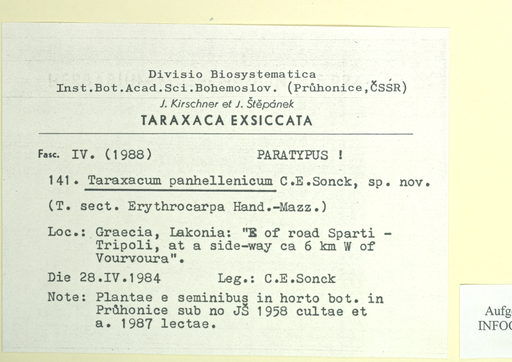 Divisio Biosystematica
Inst.Bot.Acad.Sci.Bohemoslov. (Průhonice,ČSSR)
J. Kirschner et J. Štěpánek
TARAXACA EXSICCATA
Fasc. IV. (1988) PARATYPUS !
141. Taraxacum panhellenicum C.E.Sonck, sp. nov.
(T. sect. Erythrocarpa Hand.-Mazz.)
Loc.: Graecia, Lakonia: "E of road Sparti -
Tripoli, at a side-way ca 6 km W of
Vourvoura".
Die 28.IV.1984 Leg.: C.E.Sonck
Note: Plantae e seminibus in horto bot. in
Průhonice sub no JŠ 1958 cultae et
a. 1987 lectae.
Aufg
INFOC